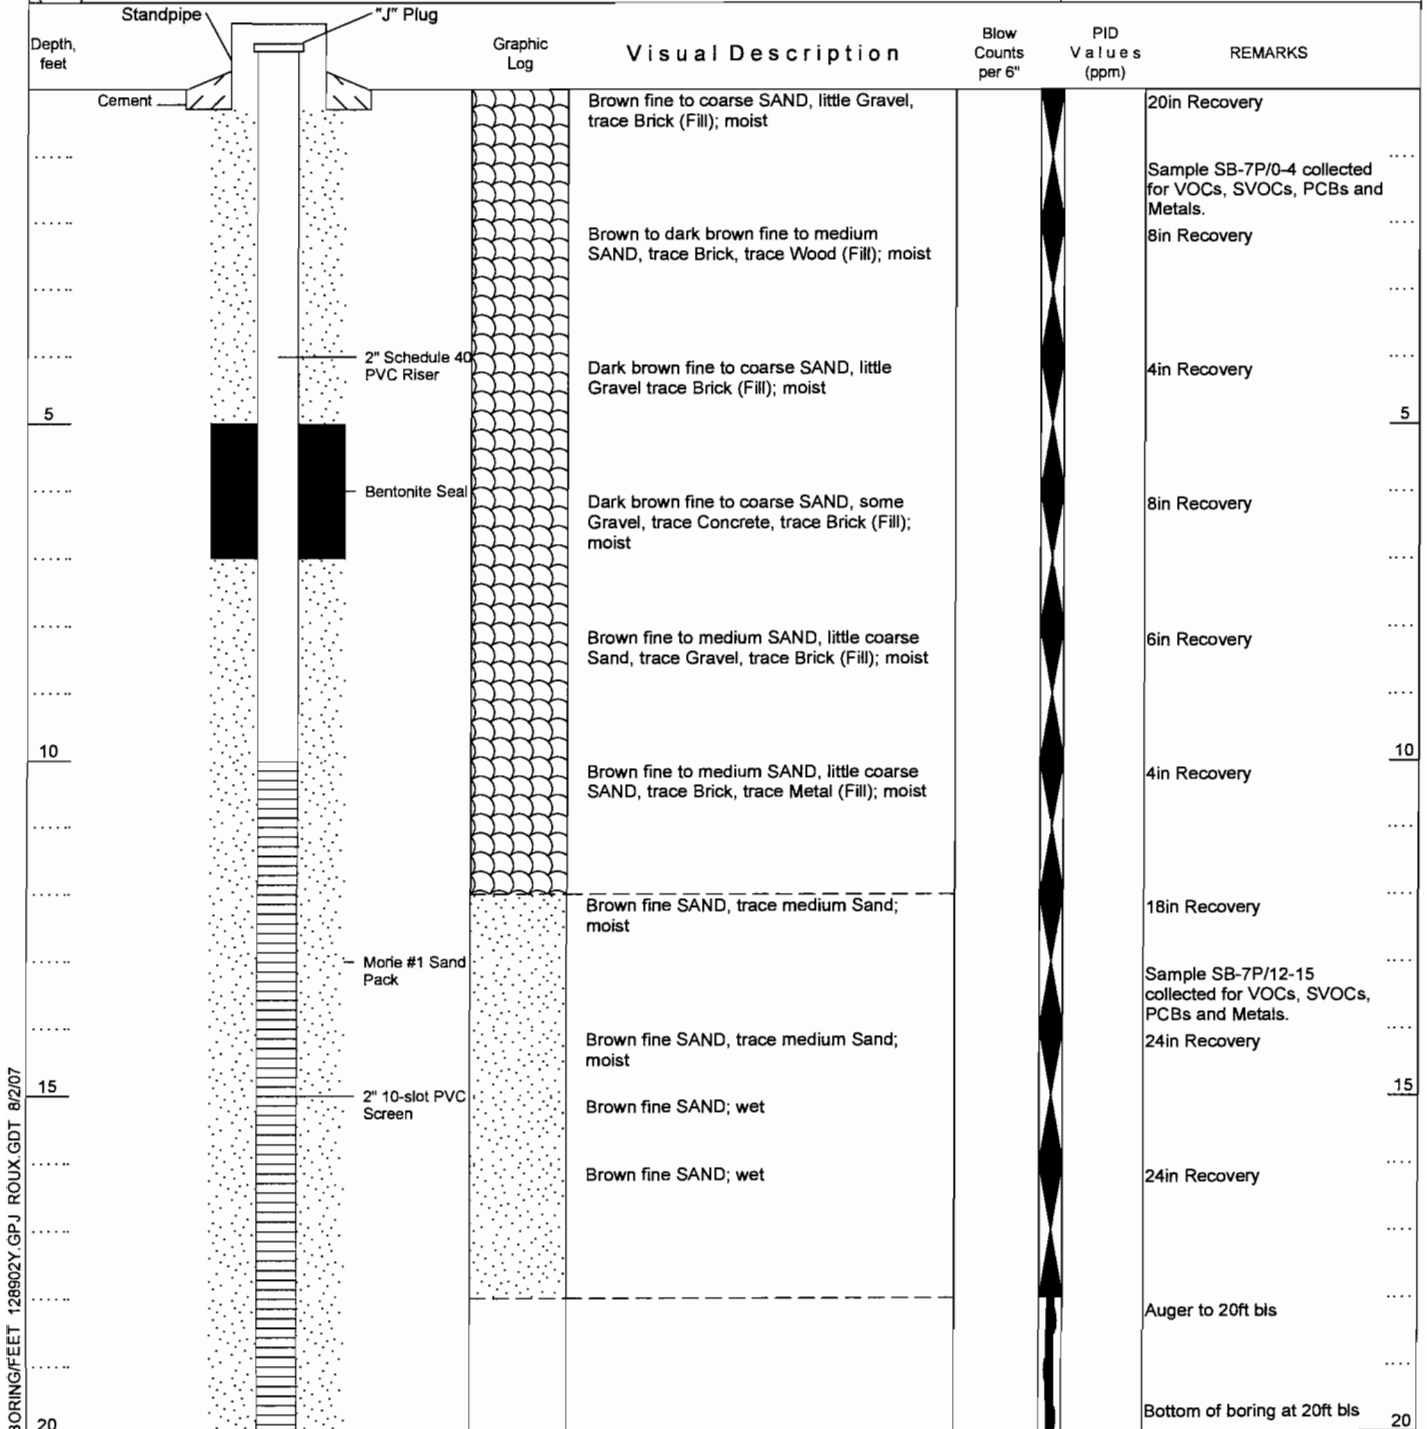 Standpipe
"J" Plug
Depth,
feet
Graphic
Log
Visual Description
Blow
Counts
per 6"
PID
Values
(ppm)
REMARKS
Cement
Brown fine to coarse SAND, little Gravel,
trace Brick (Fill); moist
20in Recovery
Sample SB-7P/0-4 collected
for VOCs, SVOCs, PCBs and
Metals.
Brown to dark brown fine to medium
SAND, trace Brick, trace Wood (Fill); moist
8in Recovery
2" Schedule 40
PVC Riser
Dark brown fine to coarse SAND, little
Gravel trace Brick (Fill); moist
4in Recovery
5
5
Bentonite Seal
Dark brown fine to coarse SAND, some
Gravel, trace Concrete, trace Brick (Fill);
moist
8in Recovery
Brown fine to medium SAND, little coarse
Sand, trace Gravel, trace Brick (Fill); moist
6in Recovery
10
10
Brown fine to medium SAND, little coarse
SAND, trace Brick, trace Metal (Fill); moist
4in Recovery
Brown fine SAND, trace medium Sand;
moist
18in Recovery
Morie #1 Sand
Pack
Sample SB-7P/12-15
collected for VOCs, SVOCs,
PCBs and Metals.
Brown fine SAND, trace medium Sand;
moist
24in Recovery
15
15
2" 10-slot PVC
Screen
Brown fine SAND; wet
Brown fine SAND; wet
24in Recovery
Auger to 20ft bls
Bottom of boring at 20ft bls
20
20
BORING/FEET 128902Y.GPJ ROUX.GDT 8/2/07